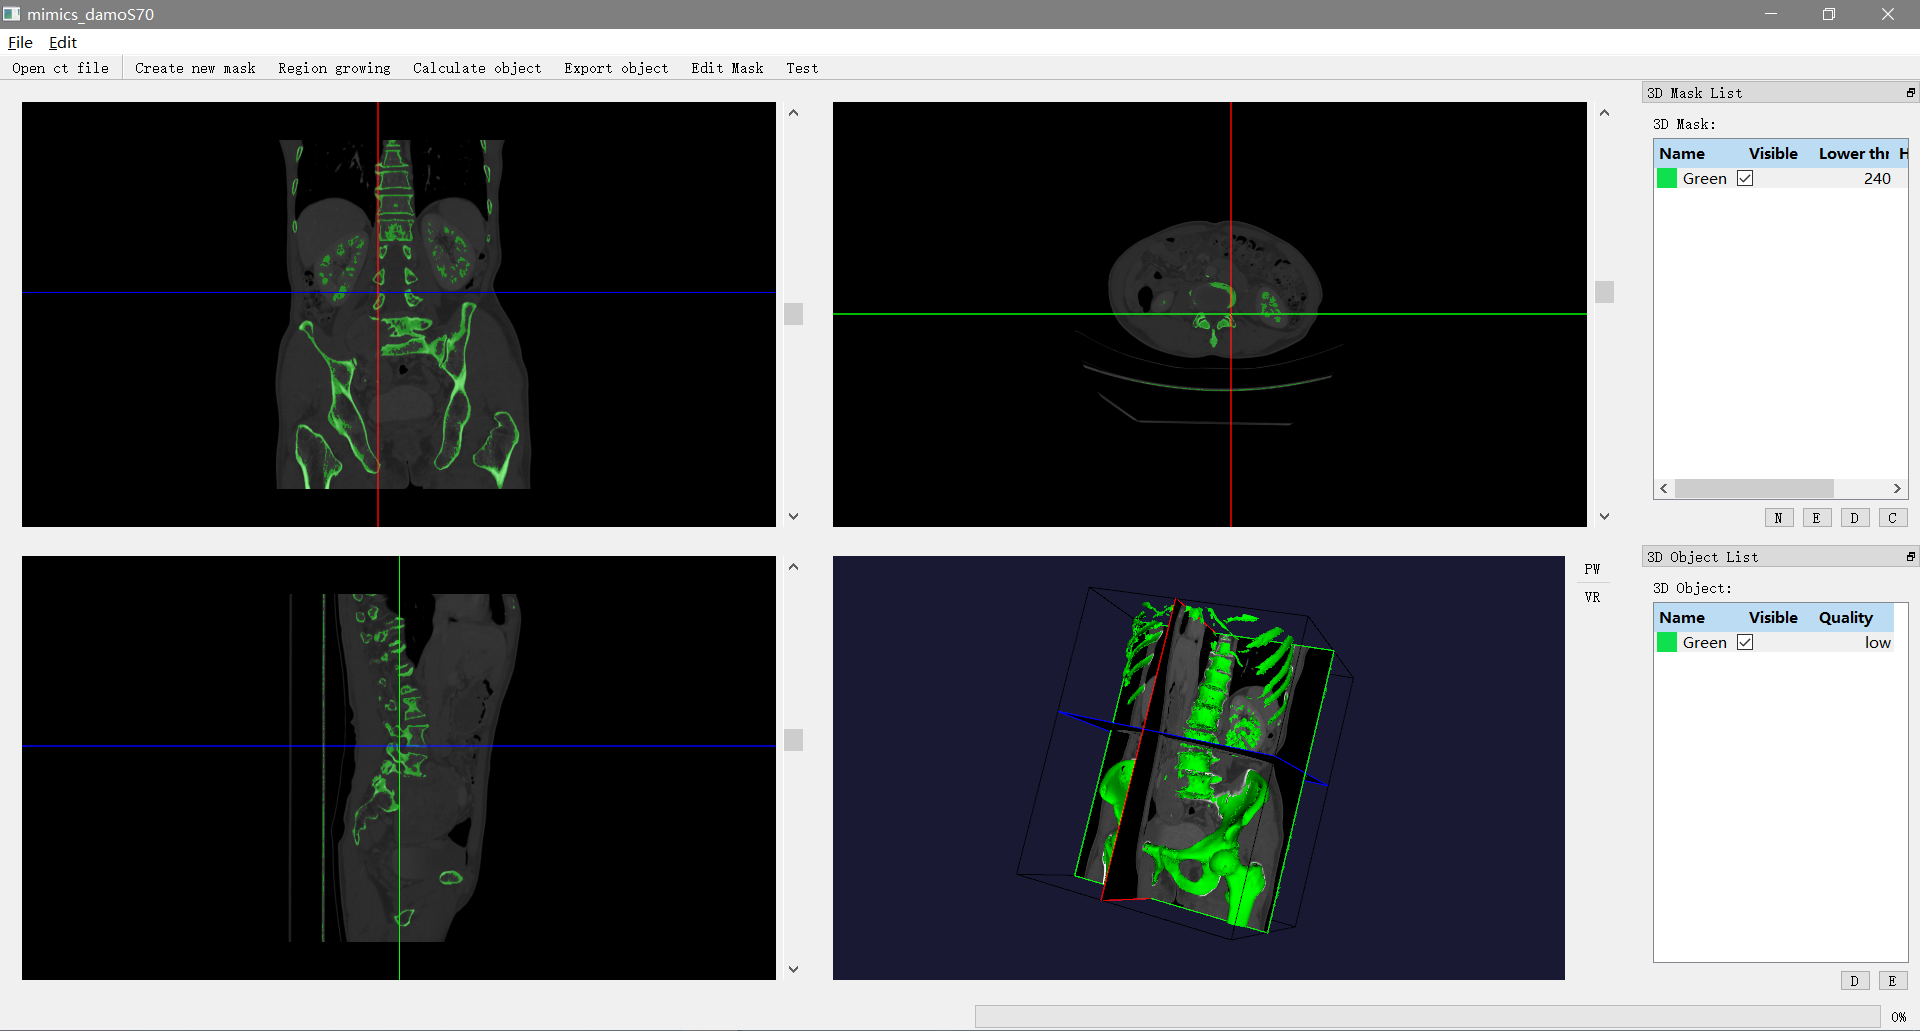 mimics_damoS70
File Edit
Open ct file Create new mask Region growing Calculate object Export object Edit Mask Test
3D Mask List
3D Mask:
Name Visible Lower thr H
Green 240
N E D C
PW
VR
3D Object List
3D Object:
Name Visible Quality
Green low
D E
0%